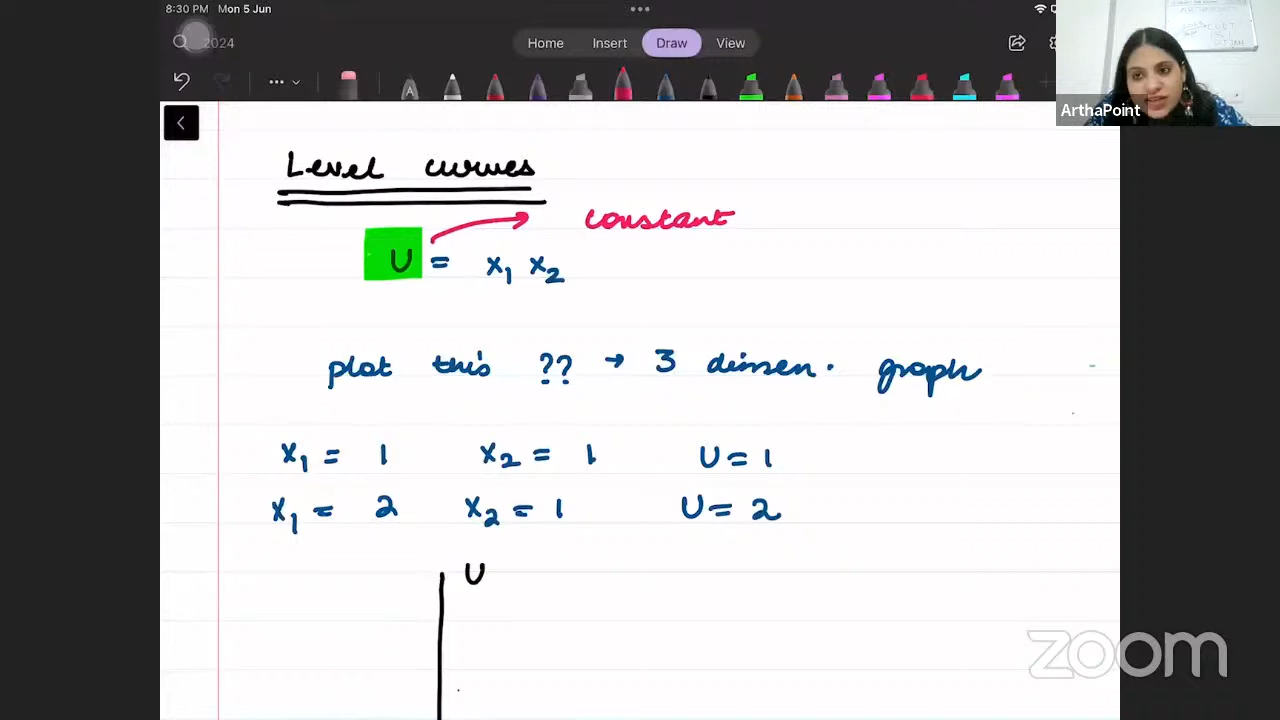 8:30 PM Mon 5 Jun
2024
Home Insert Draw View
A
ArthaPoint
Level curves
constant
U = x₁ x₂
plot this ?? → 3 dimen. graph
x₁ = 1 x₂ = 1 U = 1
x₁ = 2 x₂ = 1 U = 2
U
zoom